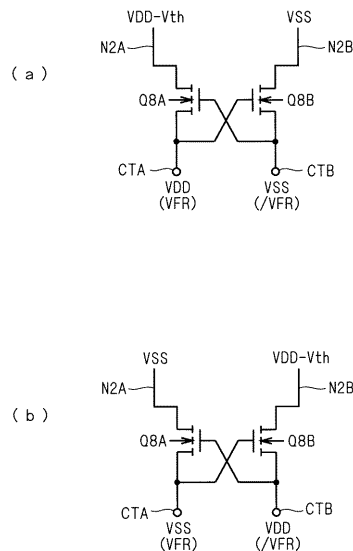 VDD-Vth VSS
N2A N2B
(a) Q8A Q8B
CTA CTB
VDD VSS
(VFR) (/VFR)
VSS VDD-Vth
N2A N2B
(b) Q8A Q8B
CTA CTB
VSS VDD
(VFR) (/VFR)